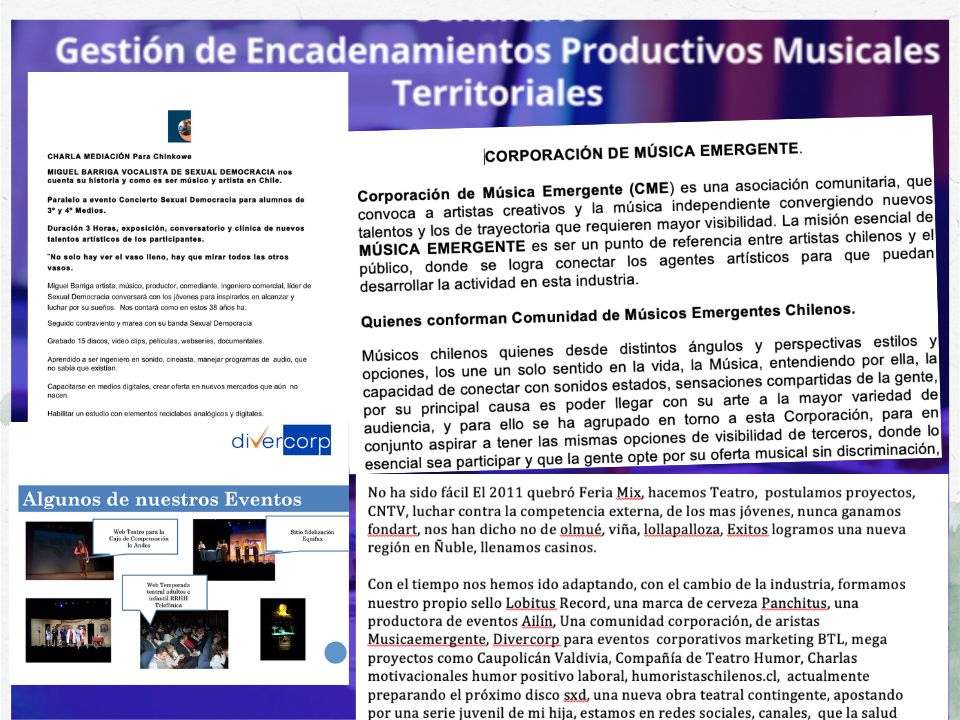 Gestión de Encadenamientos Productivos Musicales
Territoriales
CHARLA MEDIACIÓN Para Chinkowe
MIGUEL BARRIGA VOCALISTA DE SEXUAL DEMOCRACIA nos
cuenta su historia y como es ser músico y artista en Chile.
Paralelo a evento Concierto Sexual Democracia para alumnos de
3º y 4º Medios.
Duración 3 Horas, exposición, conversatorio y clínica de nuevos
talentos artísticos de los participantes.
¨No solo hay ver el vaso lleno, hay que mirar todos las otros
vasos.
Miguel Barriga artista, músico, productor, comediante, ingeniero comercial, líder de
Sexual Democracia conversará con los jóvenes para inspirarlos en alcanzar y
luchar por su sueños. Nos contará como en estos 38 años ha:
Seguido contraviento y marea con su banda Sexual Democracia
Grabado 15 discos, video clips, películas, webseries, documentales.
Aprendido a ser ingeniero en sonido, cineasta, manejar programas de audio, que
no sabía que existían.
Capacitarse en medios digitales, crear oferta en nuevos mercados que aún no
nacen.
Habilitar un estudio con elementos reciclabes analógicos y digitales.
divercorp
Algunos de nuestros Eventos
Web Teatro para la
Caja de Compensación
lo Andes
Sitio fidelización
Equifax
Web Temporada
teatral adultos e
infantil RRHH
Telefónica
CORPORACIÓN DE MÚSICA EMERGENTE.
Corporación de Música Emergente (CME) es una asociación comunitaria, que
convoca a artistas creativos y la música independiente convergiendo nuevos
talentos y los de trayectoria que requieren mayor visibilidad. La misión esencial de
MÚSICA EMERGENTE es ser un punto de referencia entre artistas chilenos y el
público, donde se logra conectar los agentes artísticos para que puedan
desarrollar la actividad en esta industria.
Quienes conforman Comunidad de Músicos Emergentes Chilenos.
Músicos chilenos quienes desde distintos ángulos y perspectivas estilos y
opciones, los une un solo sentido en la vida, la Música, entendiendo por ella, la
capacidad de conectar con sonidos estados, sensaciones compartidas de la gente,
por su principal causa es poder llegar con su arte a la mayor variedad de
audiencia, y para ello se ha agrupado en torno a esta Corporación, para en
conjunto aspirar a tener las mismas opciones de visibilidad de terceros, donde lo
esencial sea participar y que la gente opte por su oferta musical sin discriminación,
No ha sido fácil El 2011 quebró Feria Mix, hacemos Teatro, postulamos proyectos,
CNTV, luchar contra la competencia externa, de los mas jóvenes, nunca ganamos
fondart, nos han dicho no de olmué, viña, lollapalloza, Exitos logramos una nueva
región en Ñuble, llenamos casinos.
Con el tiempo nos hemos ido adaptando, con el cambio de la industria, formamos
nuestro propio sello Lobitus Record, una marca de cerveza Panchitus, una
productora de eventos Ailín, Una comunidad corporación, de aristas
Musicaemergente, Divercorp para eventos corporativos marketing BTL, mega
proyectos como Caupolicán Valdivia, Compañía de Teatro Humor, Charlas
motivacionales humor positivo laboral, humoristaschilenos.cl, actualmente
preparando el próximo disco sxd, una nueva obra teatral contingente, apostando
por una serie juvenil de mi hija, estamos en redes sociales, canales, que la salud